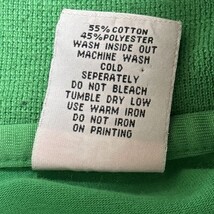 55% COTTON
45% POLYESTER
WASH INSIDE OUT
MACHINE WASH
COLD
SEPERATELY
DO NOT BLEACH
TUMBLE DRY LOW
USE WARM IRON
DO NOT IRON
ON PRINTING